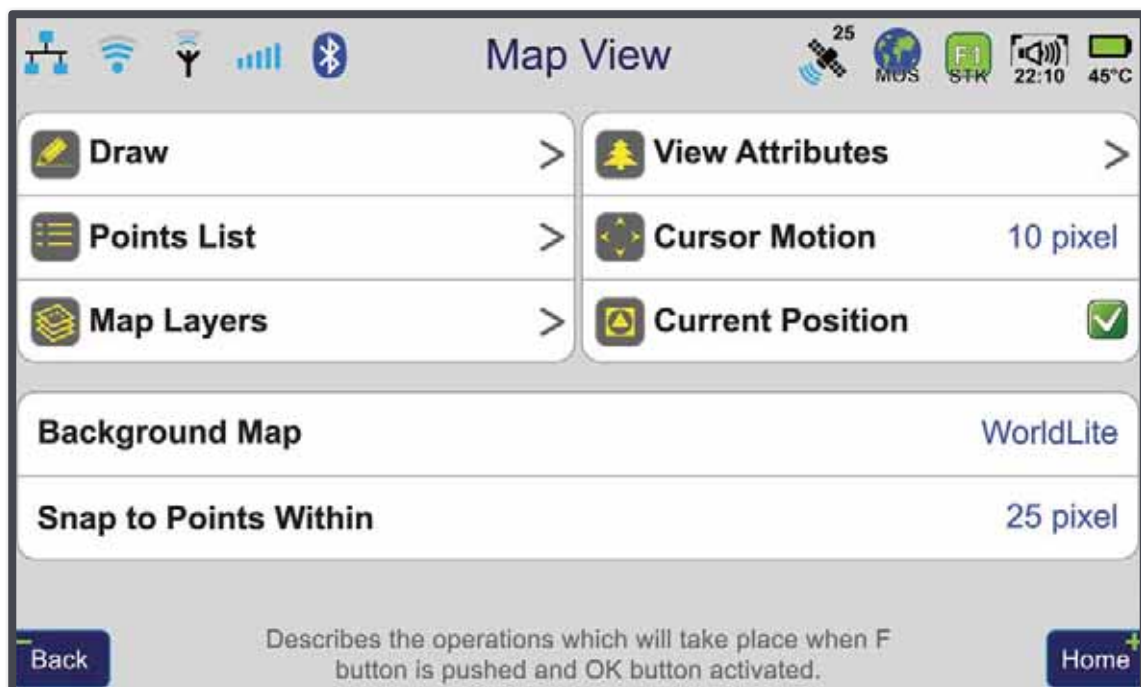 Map View
25
MUS
F1
STK
22:10
45°C
Draw >
Points List >
Map Layers >
View Attributes >
Cursor Motion 10 pixel
Current Position
Background Map WorldLite
Snap to Points Within 25 pixel
- Back
Describes the operations which will take place when F
button is pushed and OK button activated.
Home +